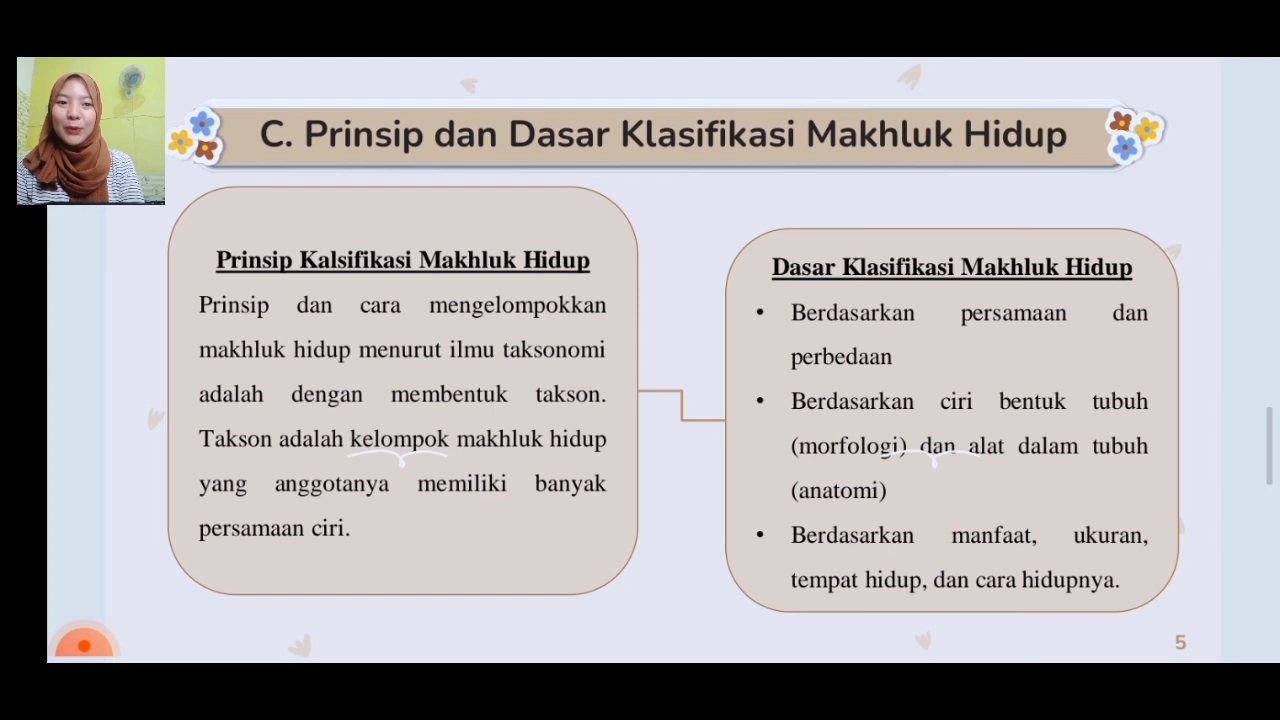 C. Prinsip dan Dasar Klasifikasi Makhluk Hidup
Prinsip Kalsifikasi Makhluk Hidup
Prinsip dan cara mengelompokkan
makhluk hidup menurut ilmu taksonomi
adalah dengan membentuk takson.
Takson adalah kelompok makhluk hidup
yang anggotanya memiliki banyak
persamaan ciri.
Dasar Klasifikasi Makhluk Hidup
• Berdasarkan persamaan dan
perbedaan
• Berdasarkan ciri bentuk tubuh
(morfologi) dan alat dalam tubuh
(anatomi)
• Berdasarkan manfaat, ukuran,
tempat hidup, dan cara hidupnya.
5